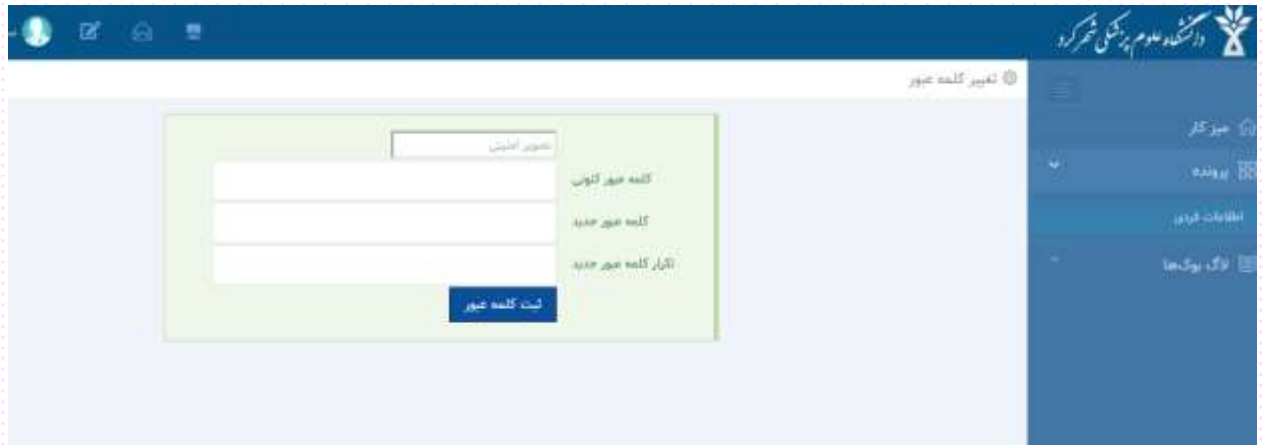 دانشگاه علوم پزشکی شهرکرد
تغییر کلمه عبور
میز کار
پرونده
اطلاعات فردی
لاگ بوک‌ها
تصویر امنیتی
کلمه عبور کنونی
کلمه عبور جدید
تکرار کلمه عبور جدید
ثبت کلمه عبور